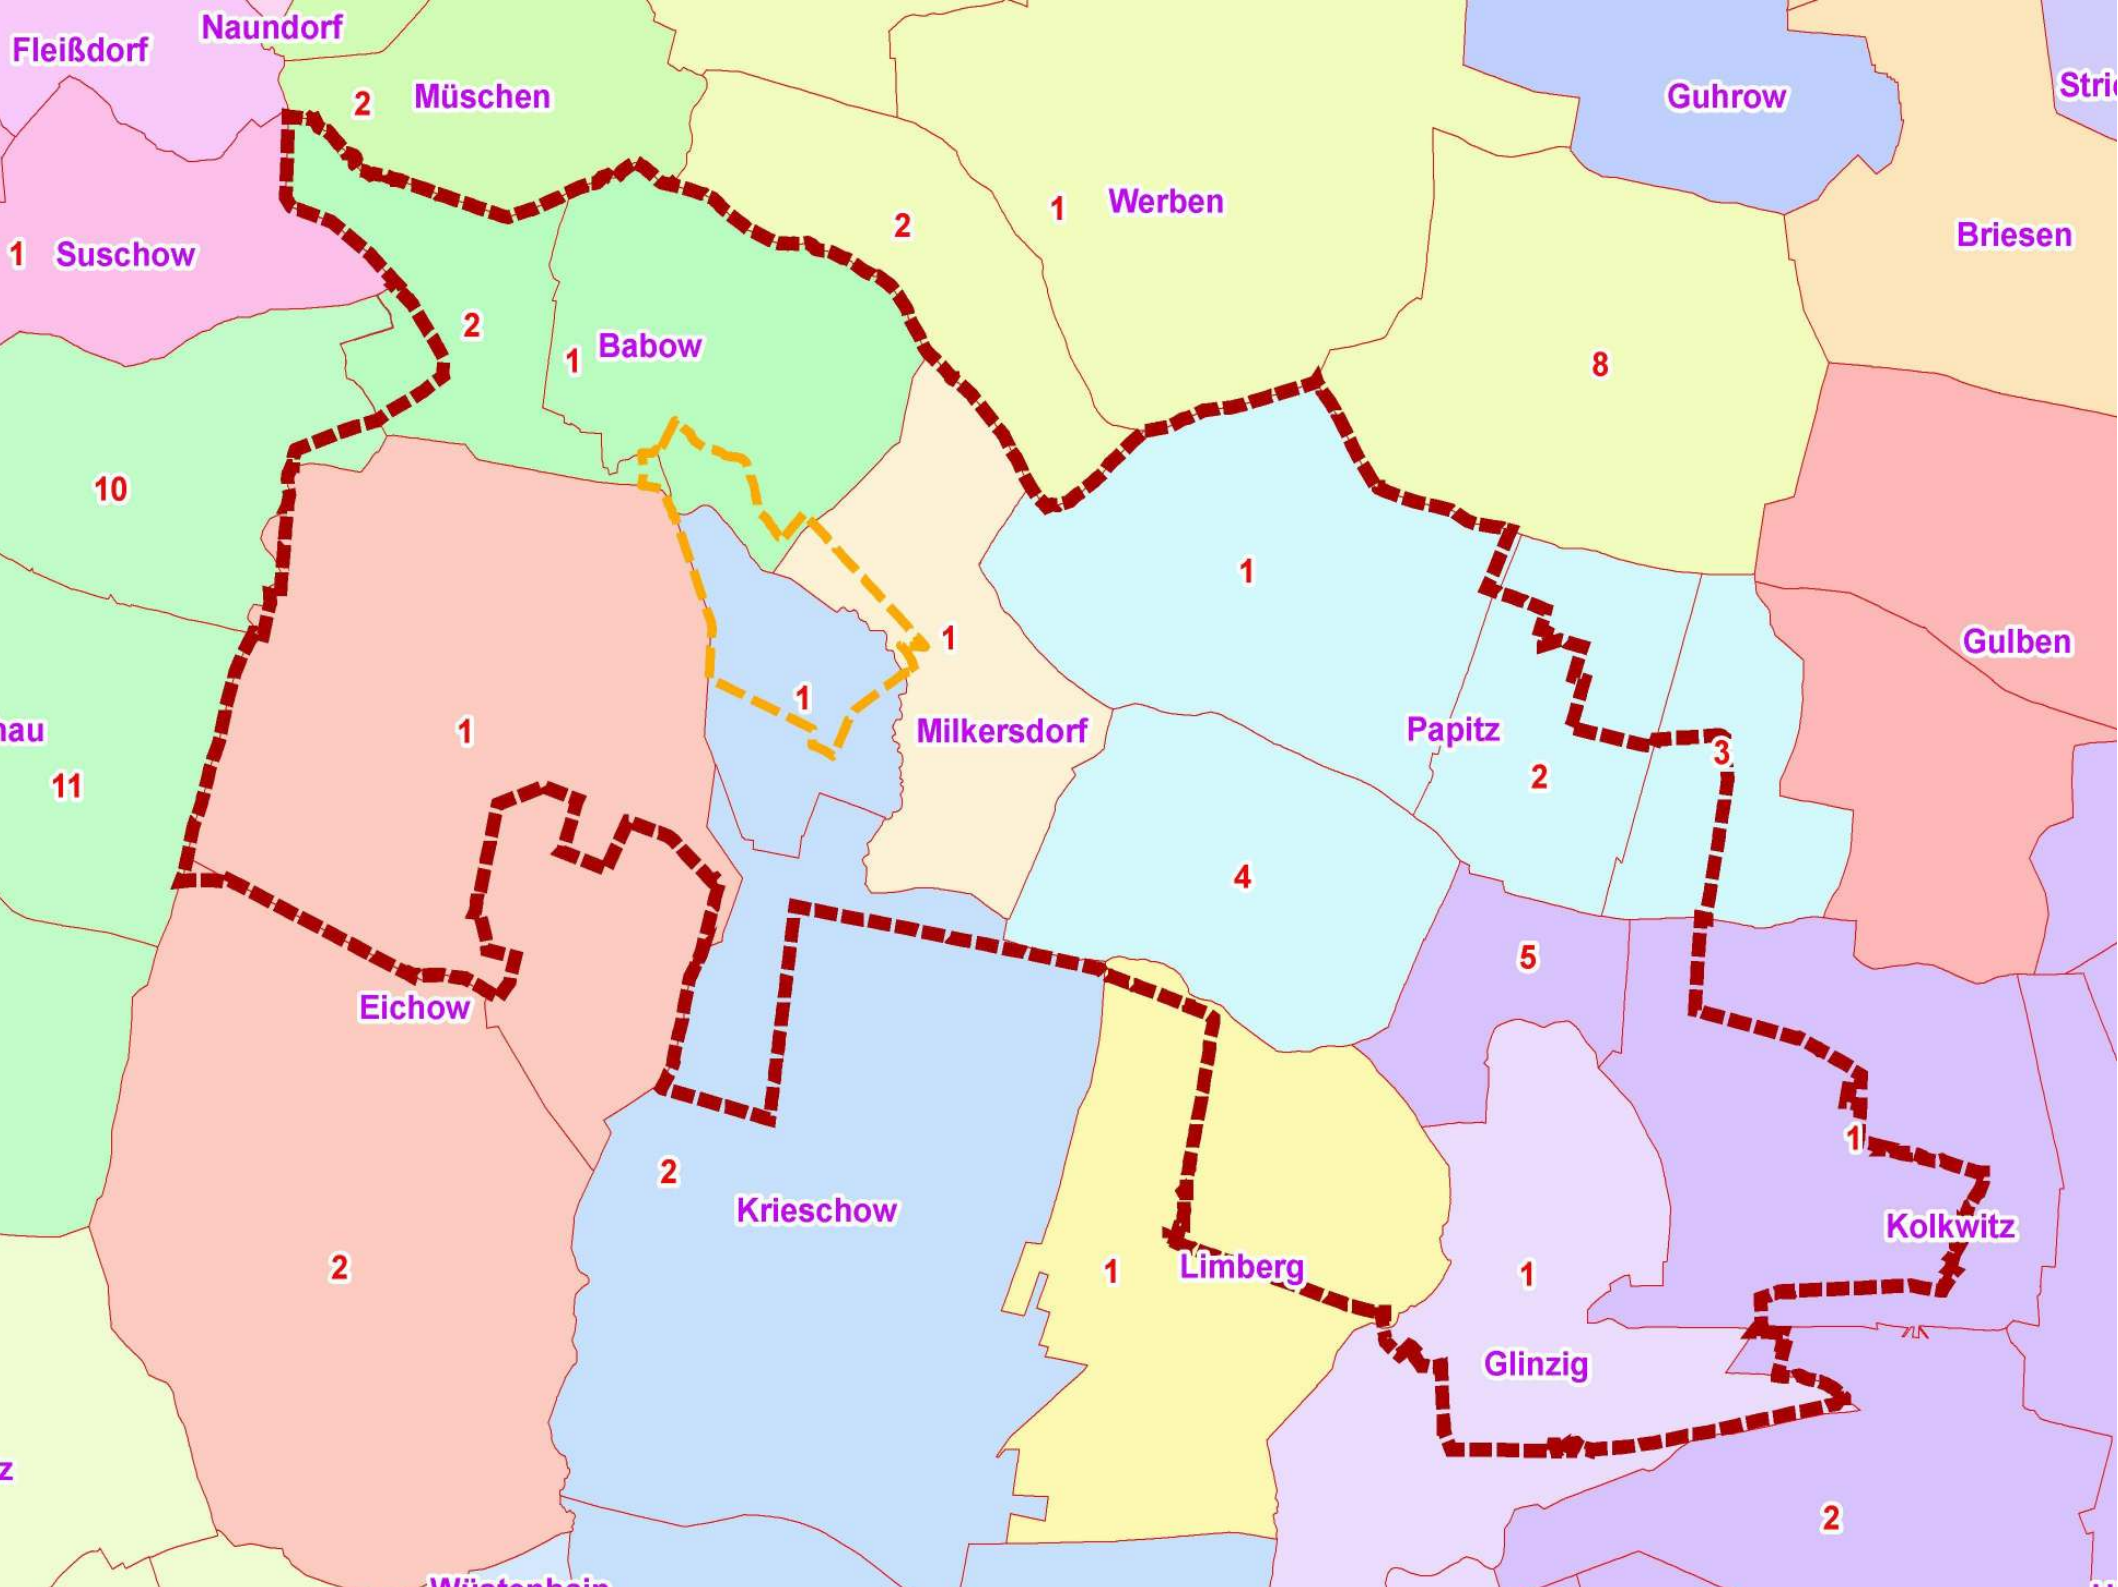 Naundorf
Fleißdorf
2 Müschen
Guhrow
Werben
1
2
Briesen
1 Suschow
2
1 Babow
8
10
1
1
Gulben
1
1
Milkersdorf
Papitz
nau
11
1
2
3
4
5
Eichow
1
2
Krieschow
Kolkwitz
2
1
Limberg
1
Glinzig
z
2